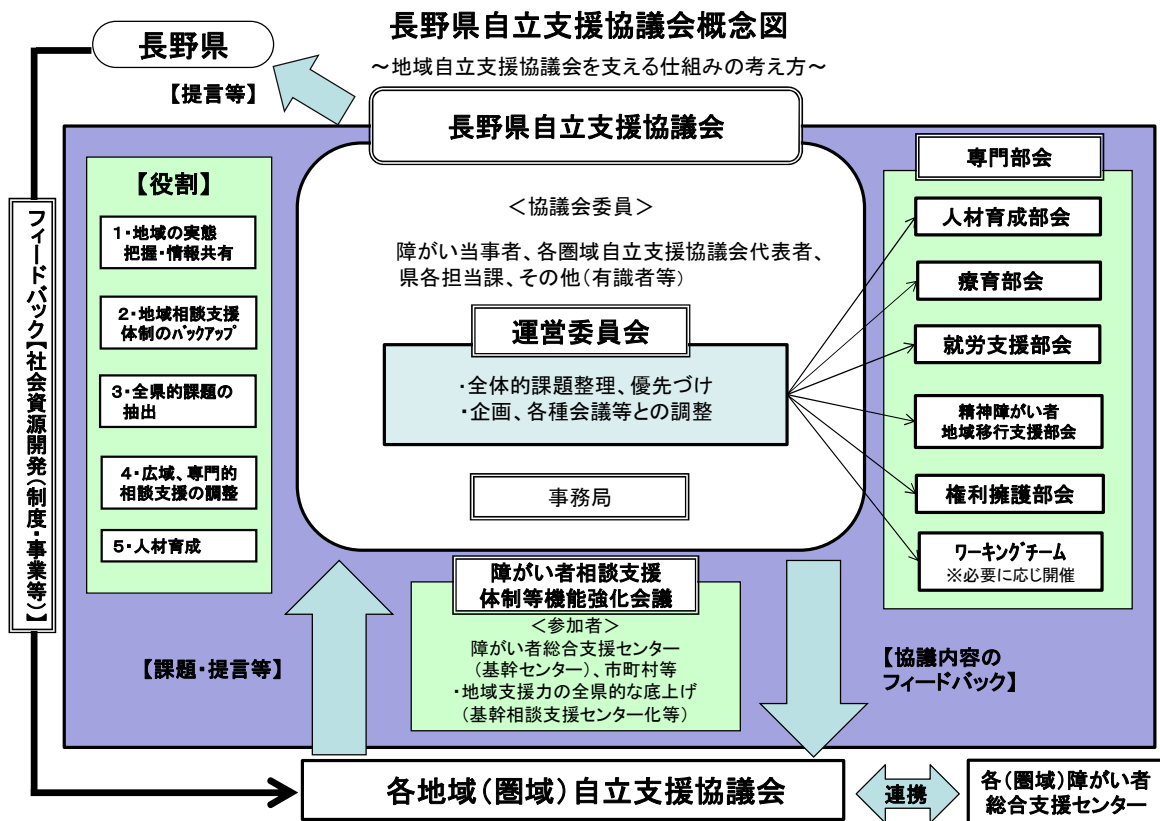 長野県自立支援協議会概念図
～地域自立支援協議会を支える仕組みの考え方～
長野県
【提言等】
長野県自立支援協議会
フィードバック【社会資源開発（制度・事業等）】
【役割】
1・地域の実態
把握・情報共有
2・地域相談支援
体制のﾊﾞｯｸｱｯﾌﾟ
3・全県的課題の
抽出
4・広域、専門的
相談支援の調整
5・人材育成
＜協議会委員＞
障がい当事者、各圏域自立支援協議会代表者、
県各担当課、その他（有識者等）
運営委員会
・全体的課題整理、優先づけ
・企画、各種会議等との調整
事務局
専門部会
人材育成部会
療育部会
就労支援部会
精神障がい者
地域移行支援部会
権利擁護部会
ワーキングチーム
※必要に応じ開催
障がい者相談支援
体制等機能強化会議
＜参加者＞
障がい者総合支援センター
（基幹センター）、市町村等
・地域支援力の全県的な底上げ
（基幹相談支援センター化等）
【課題・提言等】
【協議内容の
フィードバック】
各地域（圏域）自立支援協議会
連携
各（圏域）障がい者
総合支援センター